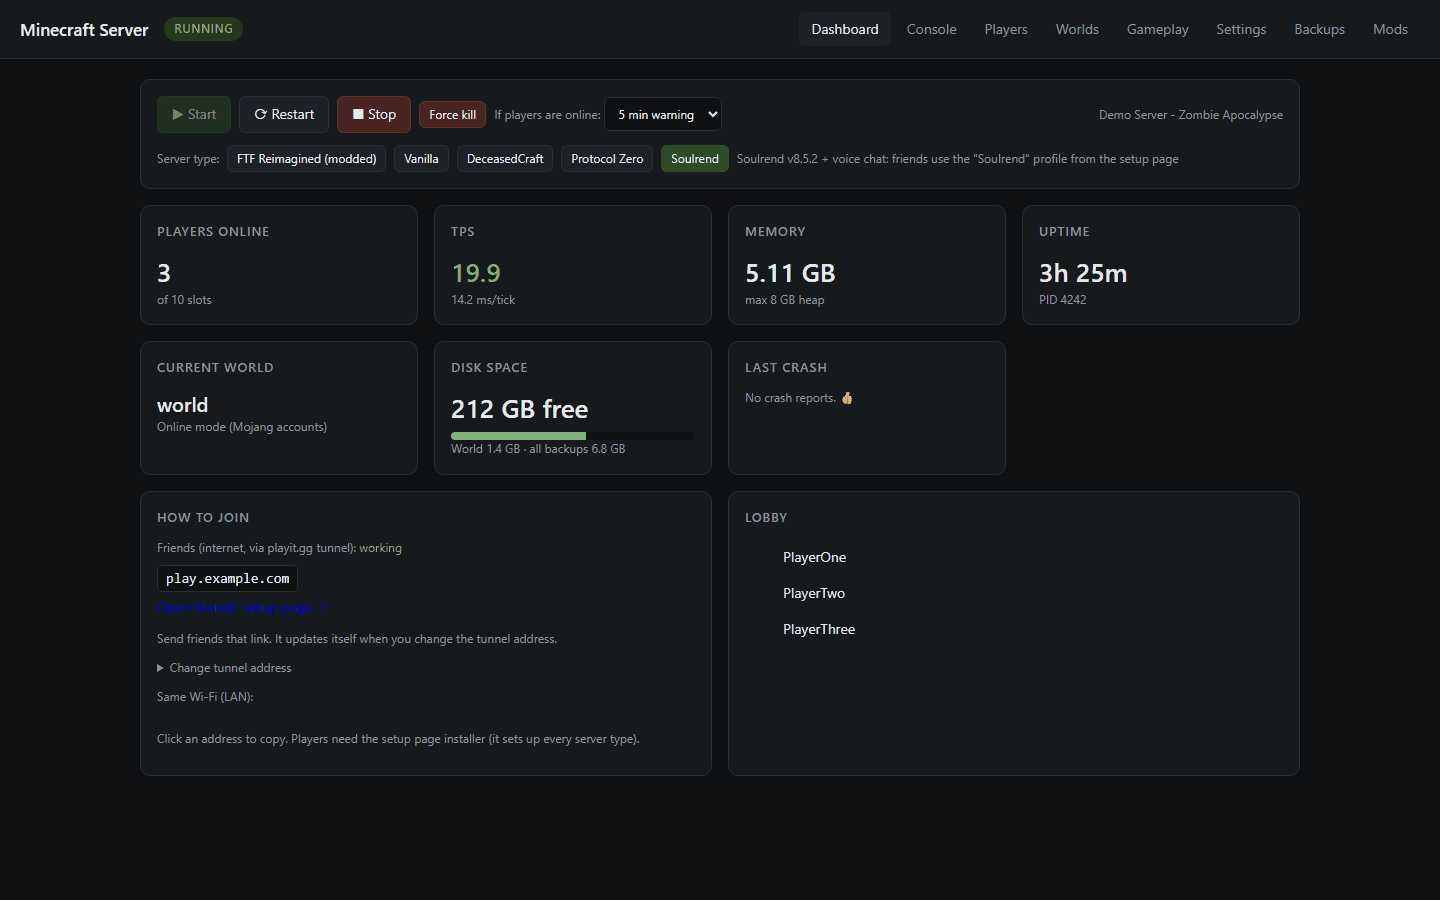 Minecraft Server RUNNING Dashboard Console Players Worlds Gameplay Settings Backups Mods
▶ Start ⟳ Restart ■ Stop Force kill If players are online: 5 min warning Demo Server - Zombie Apocalypse
Server type: FTF Reimagined (modded) Vanilla DeceasedCraft Protocol Zero Soulrend Soulrend v8.5.2 + voice chat: friends use the "Soulrend" profile from the setup page
PLAYERS ONLINE
3
of 10 slots
TPS
19.9
14.2 ms/tick
MEMORY
5.11 GB
max 8 GB heap
UPTIME
3h 25m
PID 4242
CURRENT WORLD
world
Online mode (Mojang accounts)
DISK SPACE
212 GB free
World 1.4 GB · all backups 6.8 GB
LAST CRASH
No crash reports. 👍
HOW TO JOIN
Friends (internet, via playit.gg tunnel): working
play.example.com
Open friends' setup page ↗
Send friends that link. It updates itself when you change the tunnel address.
▶ Change tunnel address
Same Wi-Fi (LAN):
Click an address to copy. Players need the setup page installer (it sets up every server type).
LOBBY
PlayerOne
PlayerTwo
PlayerThree